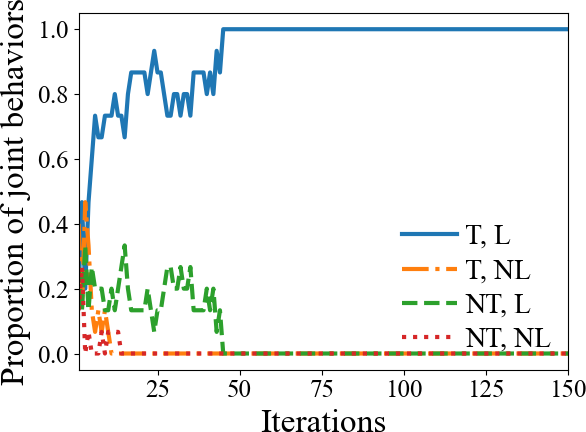 Proportion of joint behaviors
1.0
0.8
0.6
0.4
0.2
0.0
T, L
T, NL
NT, L
NT, NL
25 50 75 100 125 150
Iterations